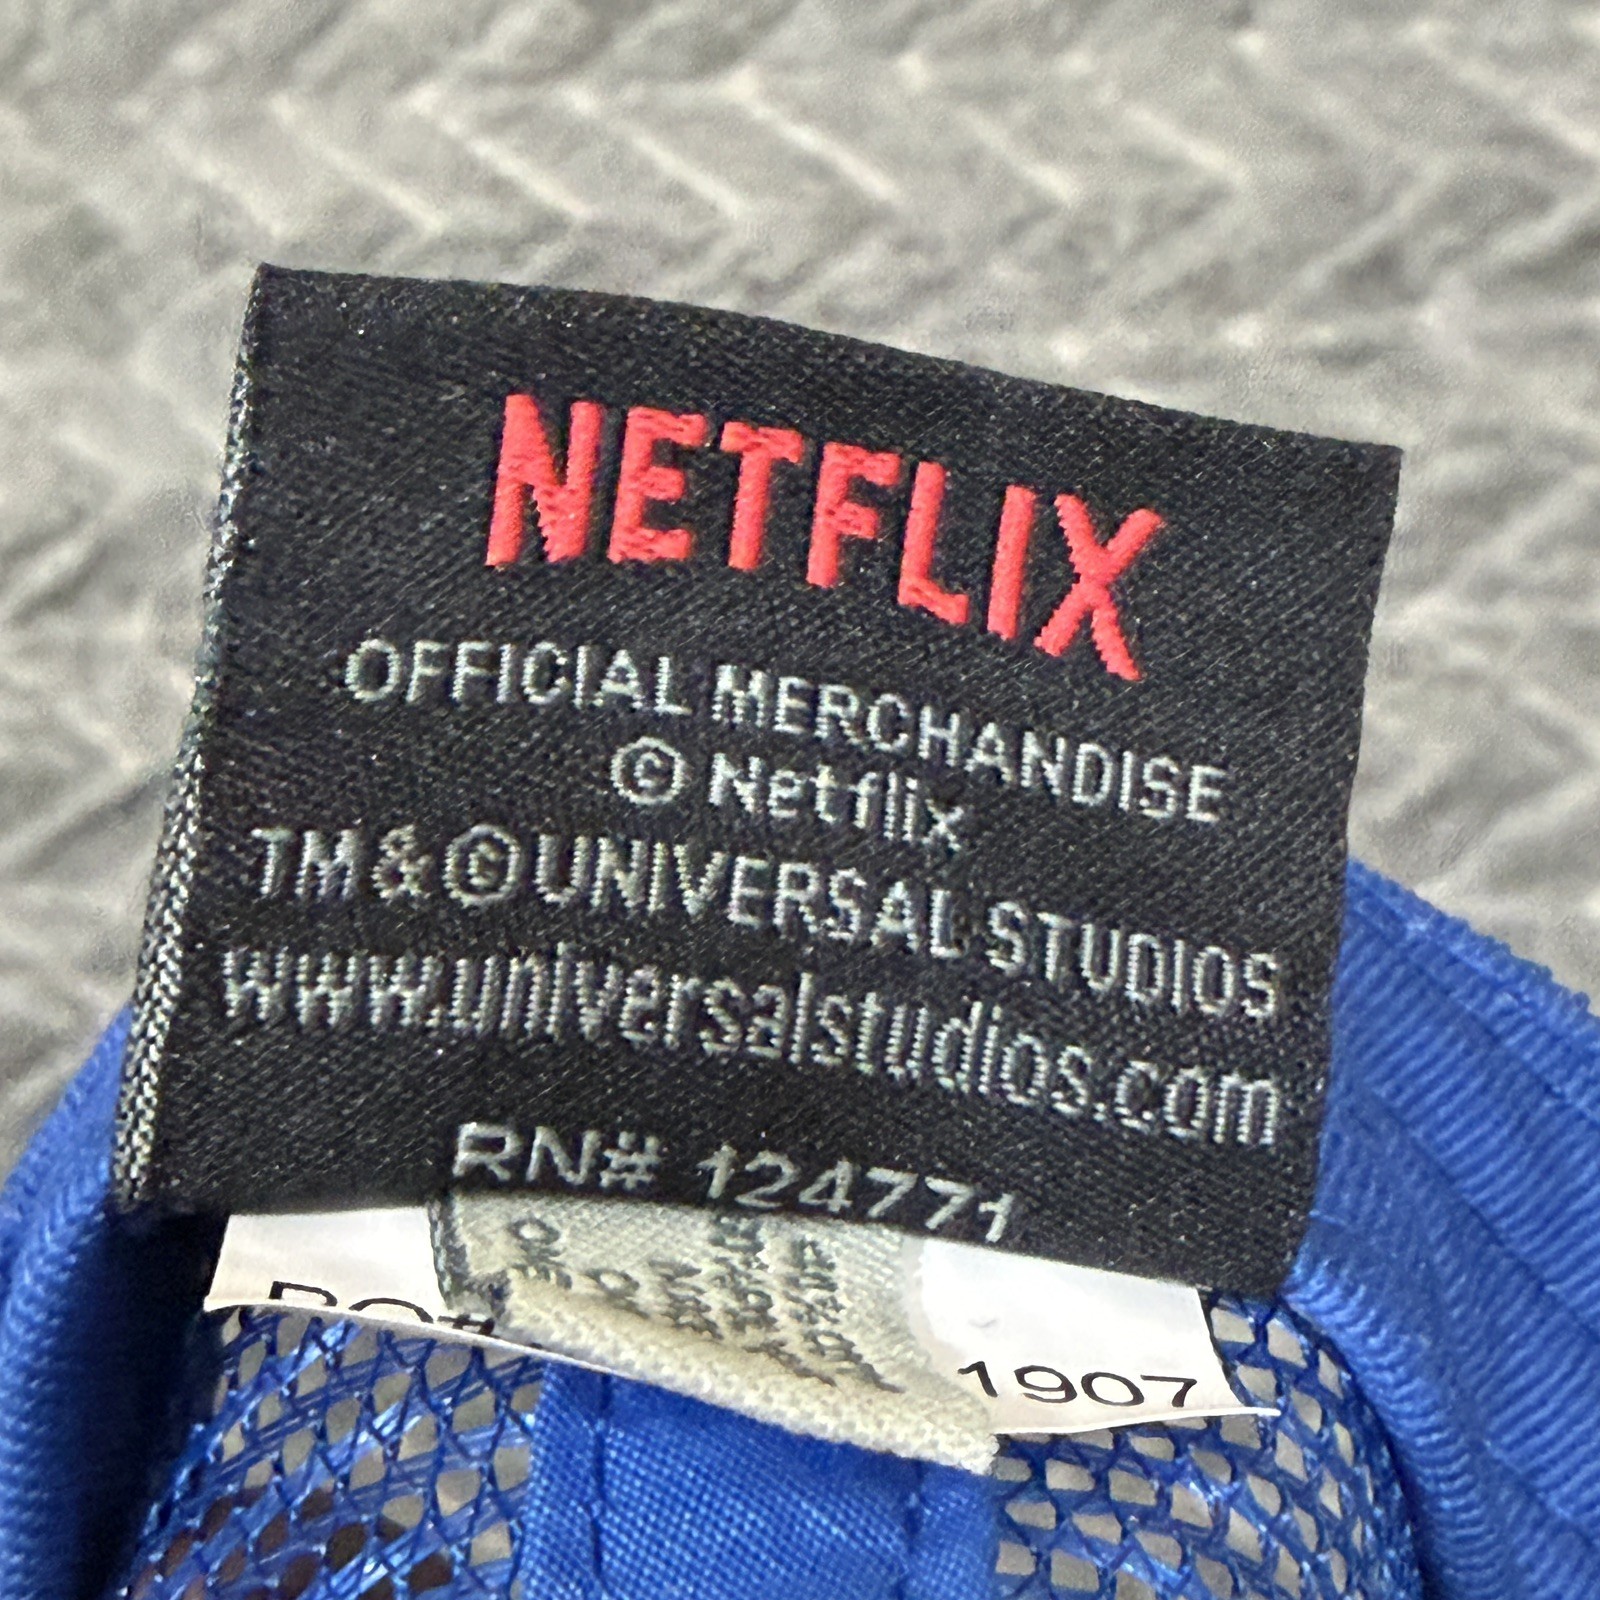 NETFLIX
OFFICIAL MERCHANDISE
© Netflix
TM & © UNIVERSAL STUDIOS
www.universalstudios.com
RN# 124771
1907